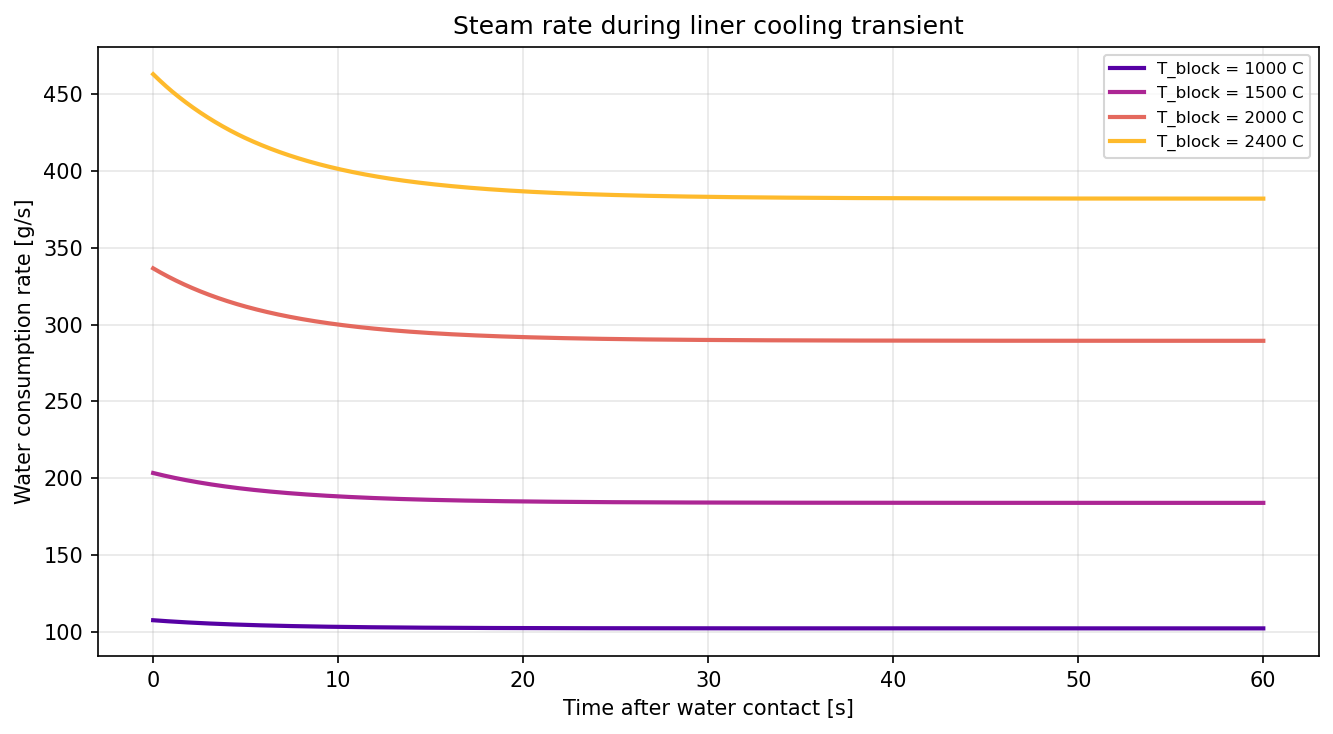 Steam rate during liner cooling transient
Water consumption rate [g/s]
450
400
350
300
250
200
150
100
T_block = 1000 C
T_block = 1500 C
T_block = 2000 C
T_block = 2400 C
0 10 20 30 40 50 60
Time after water contact [s]